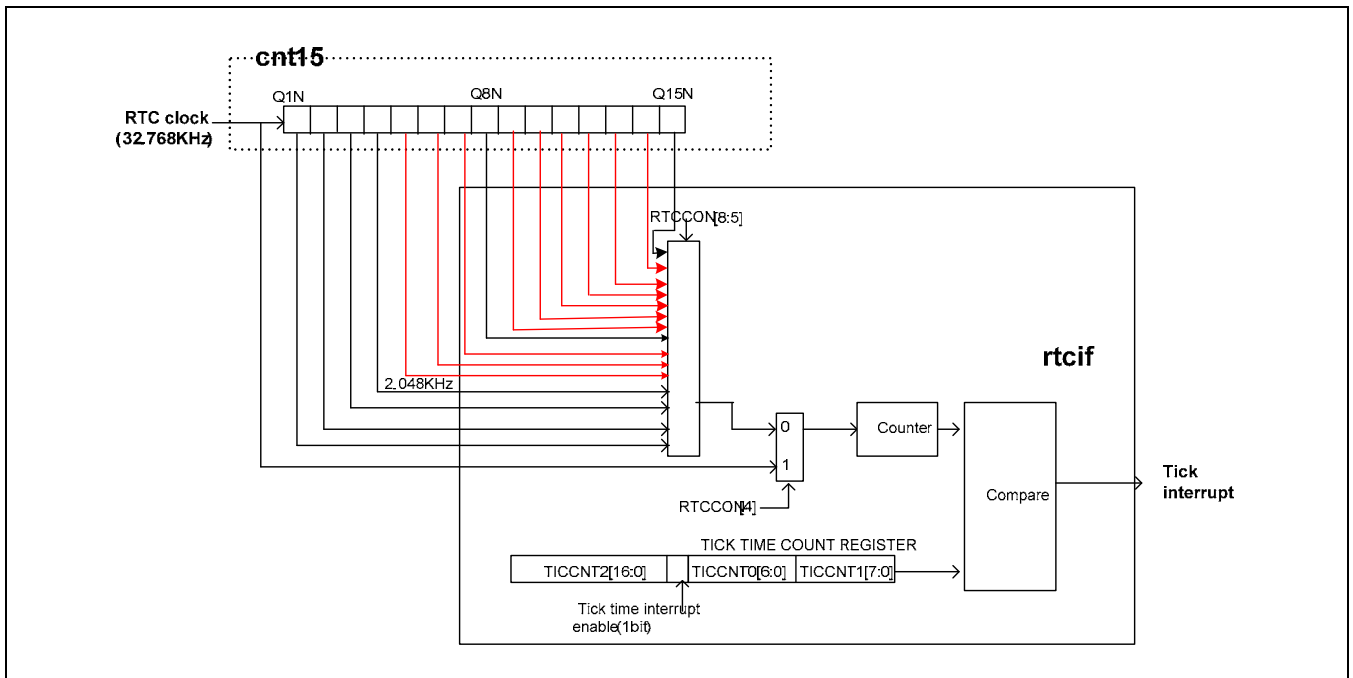 cnt15
Q1N
Q8N
Q15N
RTC clock
(32.768KHz)
RTCCON[8:5]
rtcif
2.048KHz
0
1
Counter
Compare
Tick
interrupt
RTCCON[4]
TICK TIME COUNT REGISTER
TICCNT2[16:0]
TICCNT0[6:0]
TICCNT1[7:0]
Tick time interrupt
enable(1bit)